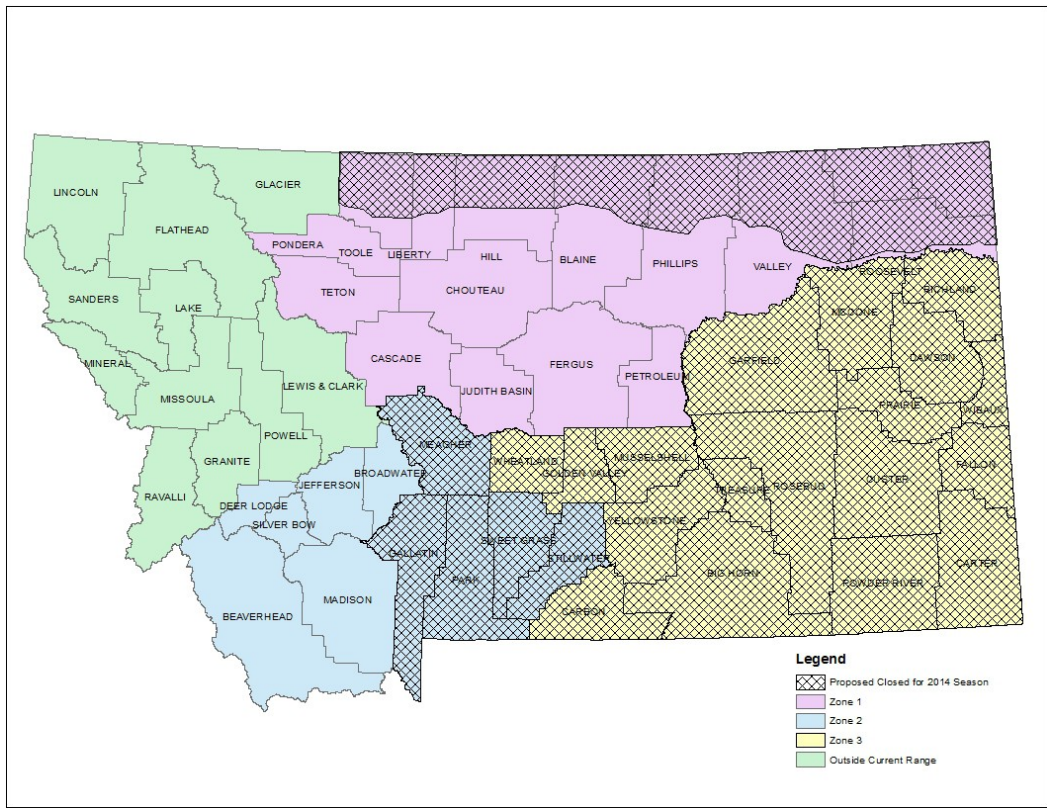 LINCOLN
GLACIER
FLATHEAD
PONDERA
TOOLE
LIBERTY
HILL
BLAINE
PHILLIPS
VALLEY
ROOSEVELT
SANDERS
LAKE
TETON
CHOUTEAU
MCCONE
RICHLAND
MINERAL
MISSOULA
LEWIS & CLARK
CASCADE
JUDITH BASIN
FERGUS
PETROLEUM
GARFIELD
DAWSON
PRAIRIE
WIBAUX
POWELL
GRANITE
RAVALLI
MEAGHER
WHEATLAND
GOLDEN VALLEY
MUSSELSHELL
TREASURE
ROSEBUD
CUSTER
FALLON
BROADWATER
JEFFERSON
DEER LODGE
SILVER BOW
GALLATIN
PARK
SWEET GRASS
STILLWATER
YELLOWSTONE
BIG HORN
CARBON
POWDER RIVER
CARTER
MADISON
BEAVERHEAD
Legend
Proposed Closed for 2014 Season
Zone 1
Zone 2
Zone 3
Outside Current Range